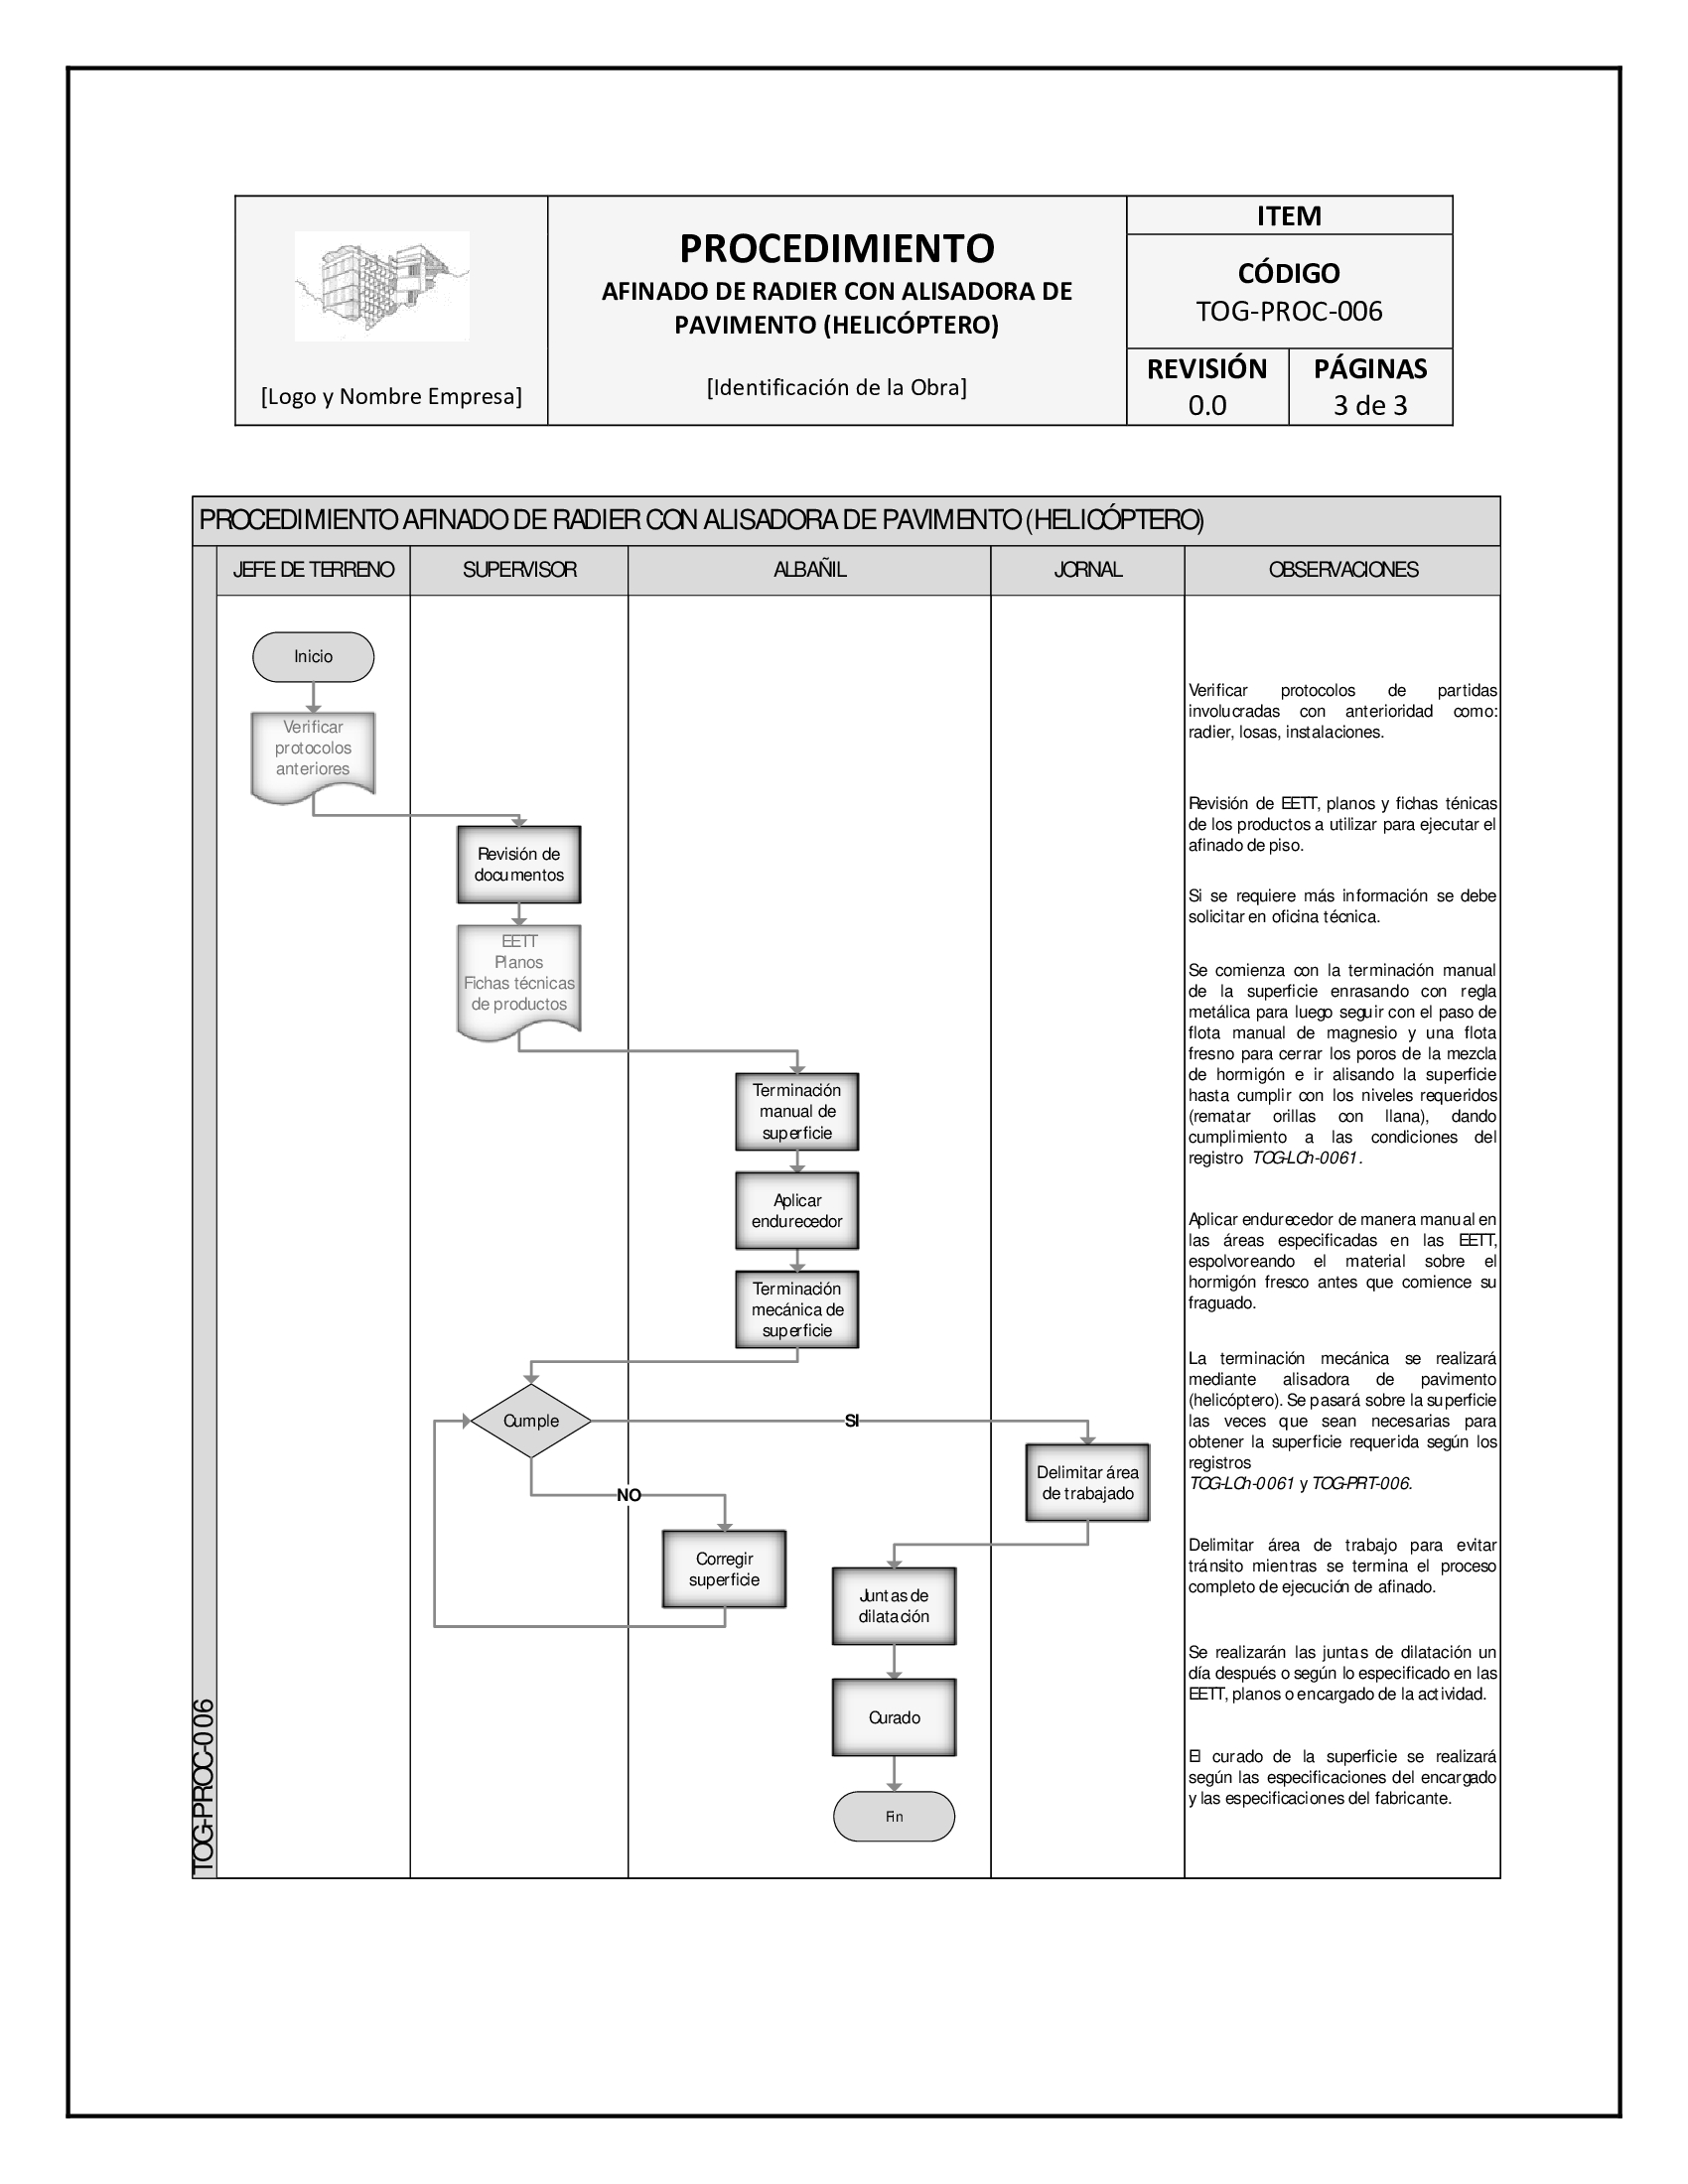 [Logo y Nombre Empresa]
PROCEDIMIENTO
AFINADO DE RADIER CON ALISADORA DE
PAVIMENTO (HELICÓPTERO)
[Identificación de la Obra]
ITEM
CÓDIGO
TOG-PROC-006
REVISIÓN
0.0
PÁGINAS
3 de 3
PROCEDIMIENTO AFINADO DE RADIER CON ALISADORA DE PAVIMENTO (HELICÓPTERO)
JEFE DE TERRENO
SUPERVISOR
ALBAÑIL
JORNAL
OBSERVACIONES
TOG-PROC-006
Inicio
Verificar
protocolos
anteriores
Revisión de
documentos
EETT
Planos
Fichas técnicas
de productos
Terminación
manual de
superficie
Aplicar
endurecedor
Terminación
mecánica de
superficie
Cumple
SI
NO
Delimitar área
de trabajado
Corregir
superficie
Juntas de
dilatación
Curado
Fin
Verificar protocolos de partidas
involucradas con anterioridad como:
radier, losas, instalaciones.
Revisión de EETT, planos y fichas ténicas
de los productos a utilizar para ejecutar el
afinado de piso.
Si se requiere más información se debe
solicitar en oficina técnica.
Se comienza con la terminación manual
de la superficie enrasando con regla
metálica para luego seguir con el paso de
flota manual de magnesio y una flota
fresno para cerrar los poros de la mezcla
de hormigón e ir alisando la superficie
hasta cumplir con los niveles requeridos
(rematar orillas con llana), dando
cumplimiento a las condiciones del
registro TOG-LCh-0061.
Aplicar endurecedor de manera manual en
las áreas especificadas en las EETT,
espolvoreando el material sobre el
hormigón fresco antes que comience su
fraguado.
La terminación mecánica se realizará
mediante alisadora de pavimento
(helicóptero). Se pasará sobre la superficie
las veces que sean necesarias para
obtener la superficie requerida según los
registros
TOG-LCh-0061 y TOG-PRT-006.
Delimitar área de trabajo para evitar
tránsito mientras se termina el proceso
completo de ejecución de afinado.
Se realizarán las juntas de dilatación un
día después o según lo especificado en las
EETT, planos o encargado de la actividad.
El curado de la superficie se realizará
según las especificaciones del encargado
y las especificaciones del fabricante.